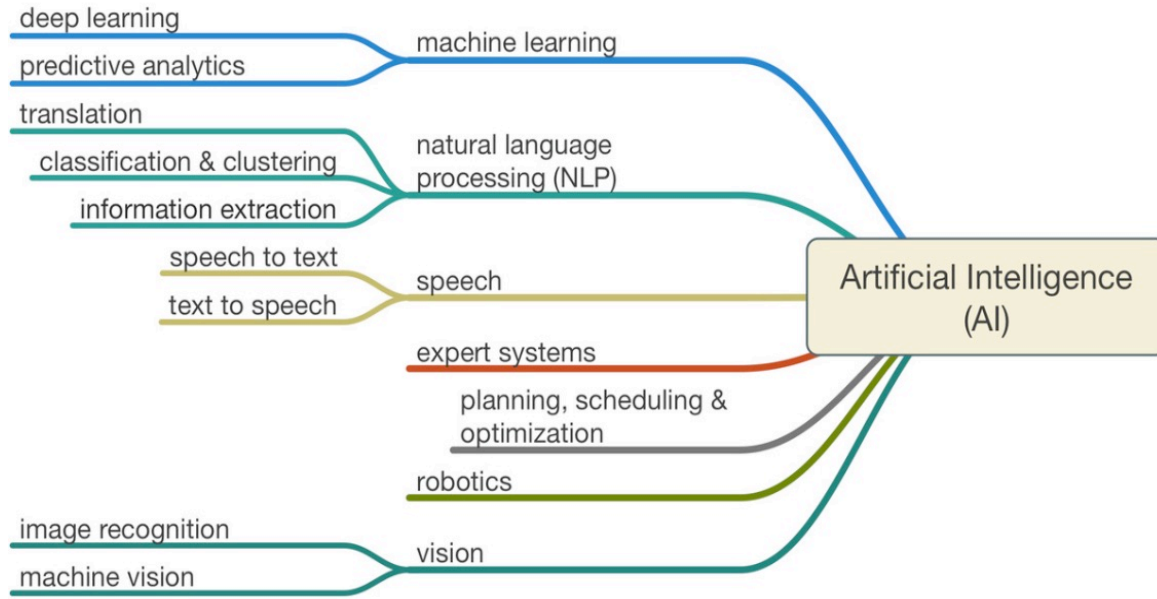 deep learning
predictive analytics
machine learning
translation
classification & clustering
information extraction
natural language
processing (NLP)
speech to text
text to speech
speech
expert systems
planning, scheduling &
optimization
robotics
image recognition
machine vision
vision
Artificial Intelligence
(AI)